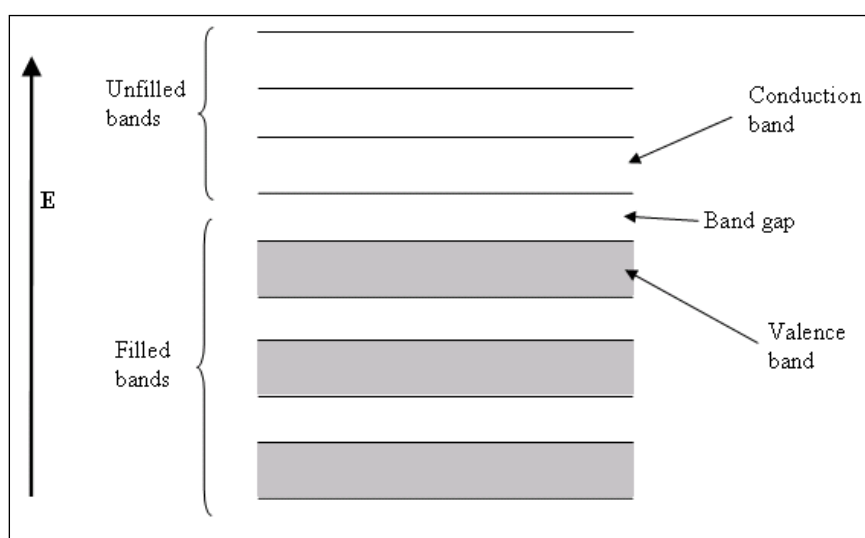 Unfilled
bands
Conduction
band
E
Band gap
Valence
band
Filled
bands